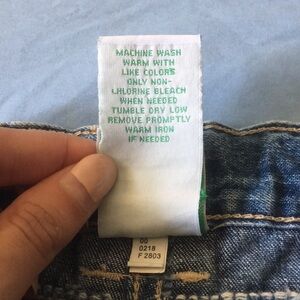 MACHINE WASH
WARM WITH
LIKE COLORS
ONLY NON-
CHLORINE BLEACH
WHEN NEEDED
TUMBLE DRY LOW
REMOVE PROMPTLY
WARM IRON
IF NEEDED
00
0218
F 2803